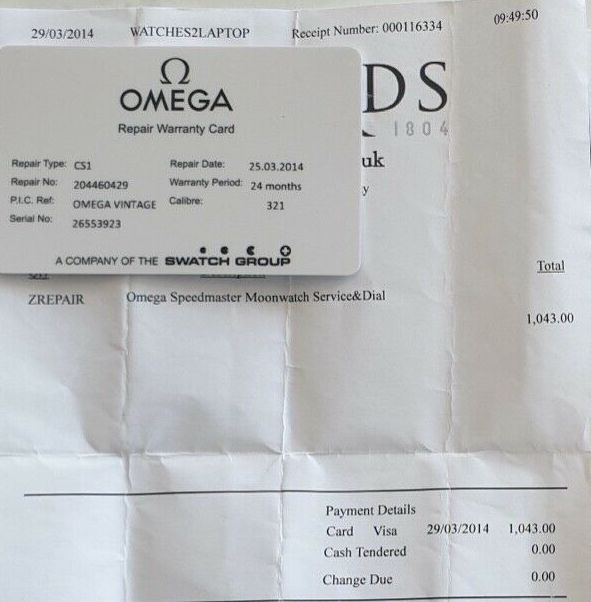 29/03/2014 WATCHES2LAPTOP Receipt Number: 000116334 09:49:50
DS
1804
uk
y
Ω
OMEGA
Repair Warranty Card
Repair Type: CS1 Repair Date: 25.03.2014
Repair No: 204460429 Warranty Period: 24 months
P.I.C. Ref: OMEGA VINTAGE Calibre: 321
Serial No: 26553923
A COMPANY OF THE SWATCH GROUP
Total
ZREPAIR Omega Speedmaster Moonwatch Service&Dial
1,043.00
Payment Details
Card Visa 29/03/2014 1,043.00
Cash Tendered 0.00
Change Due 0.00